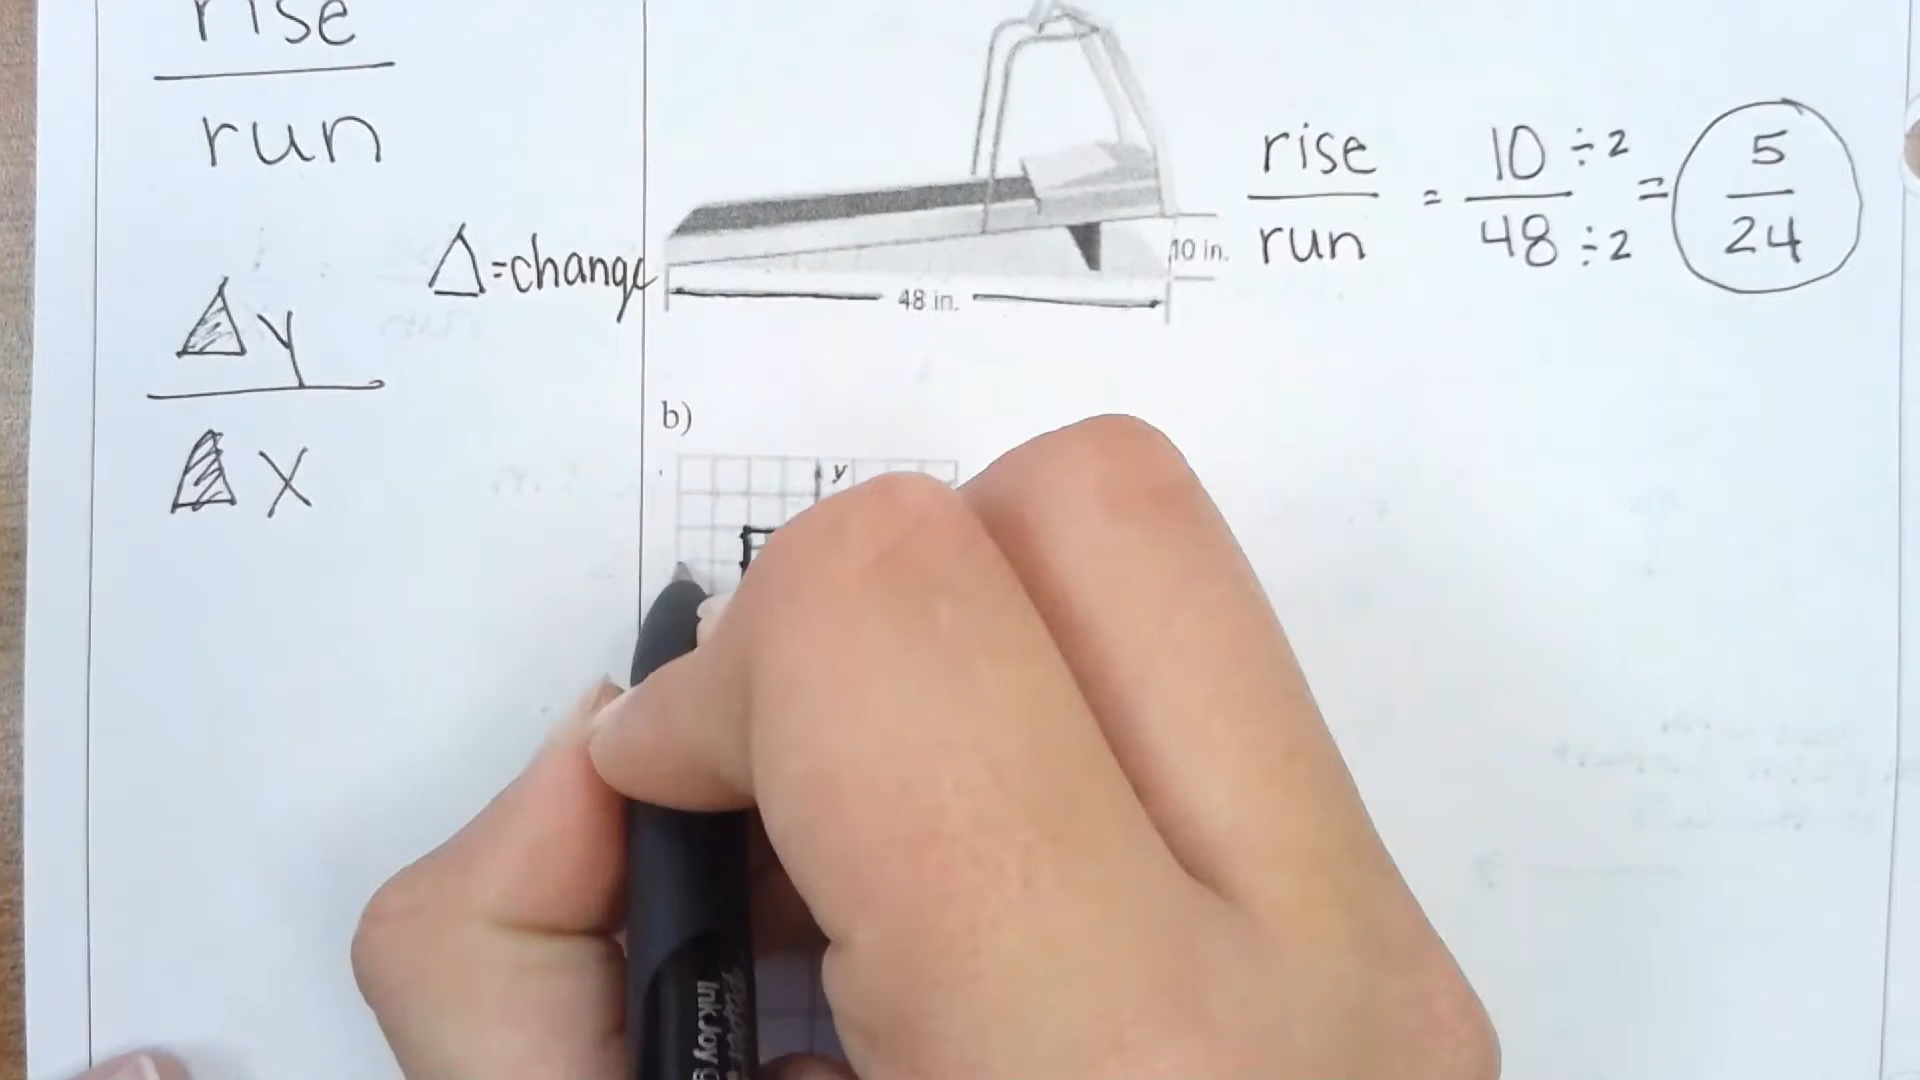 rise
run
Δ=change
Δy
Δx
10 in.
48 in.
rise
run
= 10 ÷2
48 ÷2
= 5
24
b)
y
InkJoy